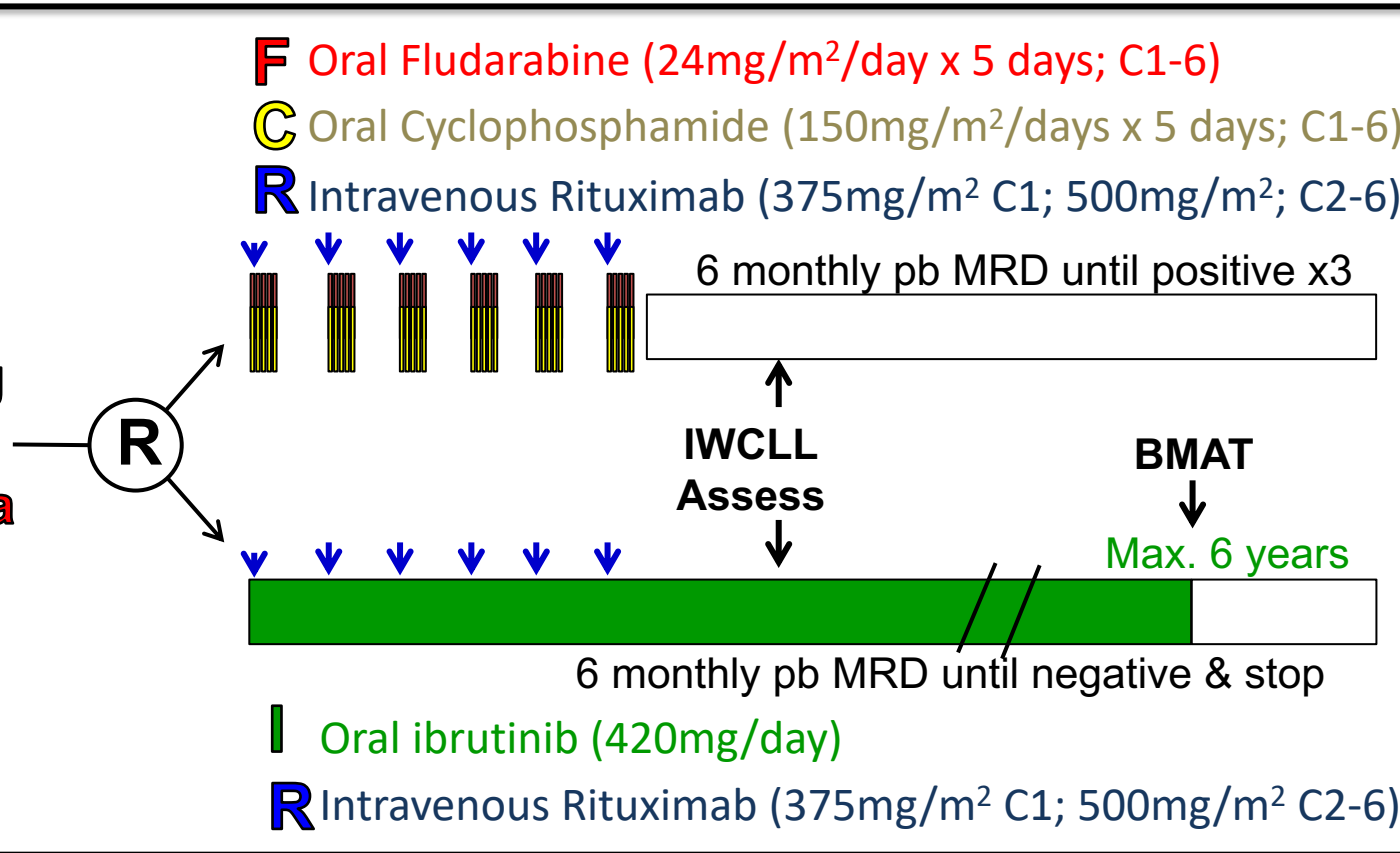 F Oral Fludarabine (24mg/m²/day x 5 days; C1-6)
C Oral Cyclophosphamide (150mg/m²/days x 5 days; C1-6)
R Intravenous Rituximab (375mg/m² C1; 500mg/m²; C2-6)
6 monthly pb MRD until positive x3
R
IWCLL
Assess
BMAT
Max. 6 years
6 monthly pb MRD until negative & stop
I Oral ibrutinib (420mg/day)
R Intravenous Rituximab (375mg/m² C1; 500mg/m² C2-6)